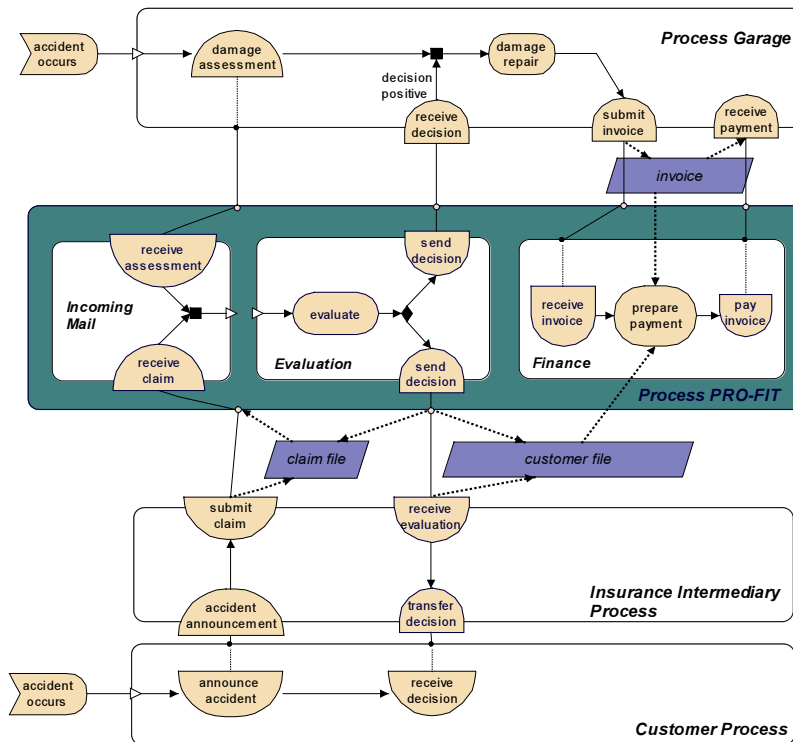 accident
occurs
damage
assessment
damage
repair
Process Garage
decision
positive
receive
decision
submit
invoice
receive
payment
invoice
receive
assessment
send
decision
Incoming
Mail
evaluate
receive
invoice
prepare
payment
pay
invoice
receive
claim
Evaluation
send
decision
Finance
Process PRO-FIT
claim file
customer file
submit
claim
receive
evaluation
accident
announcement
transfer
decision
Insurance Intermediary
Process
accident
occurs
announce
accident
receive
decision
Customer Process